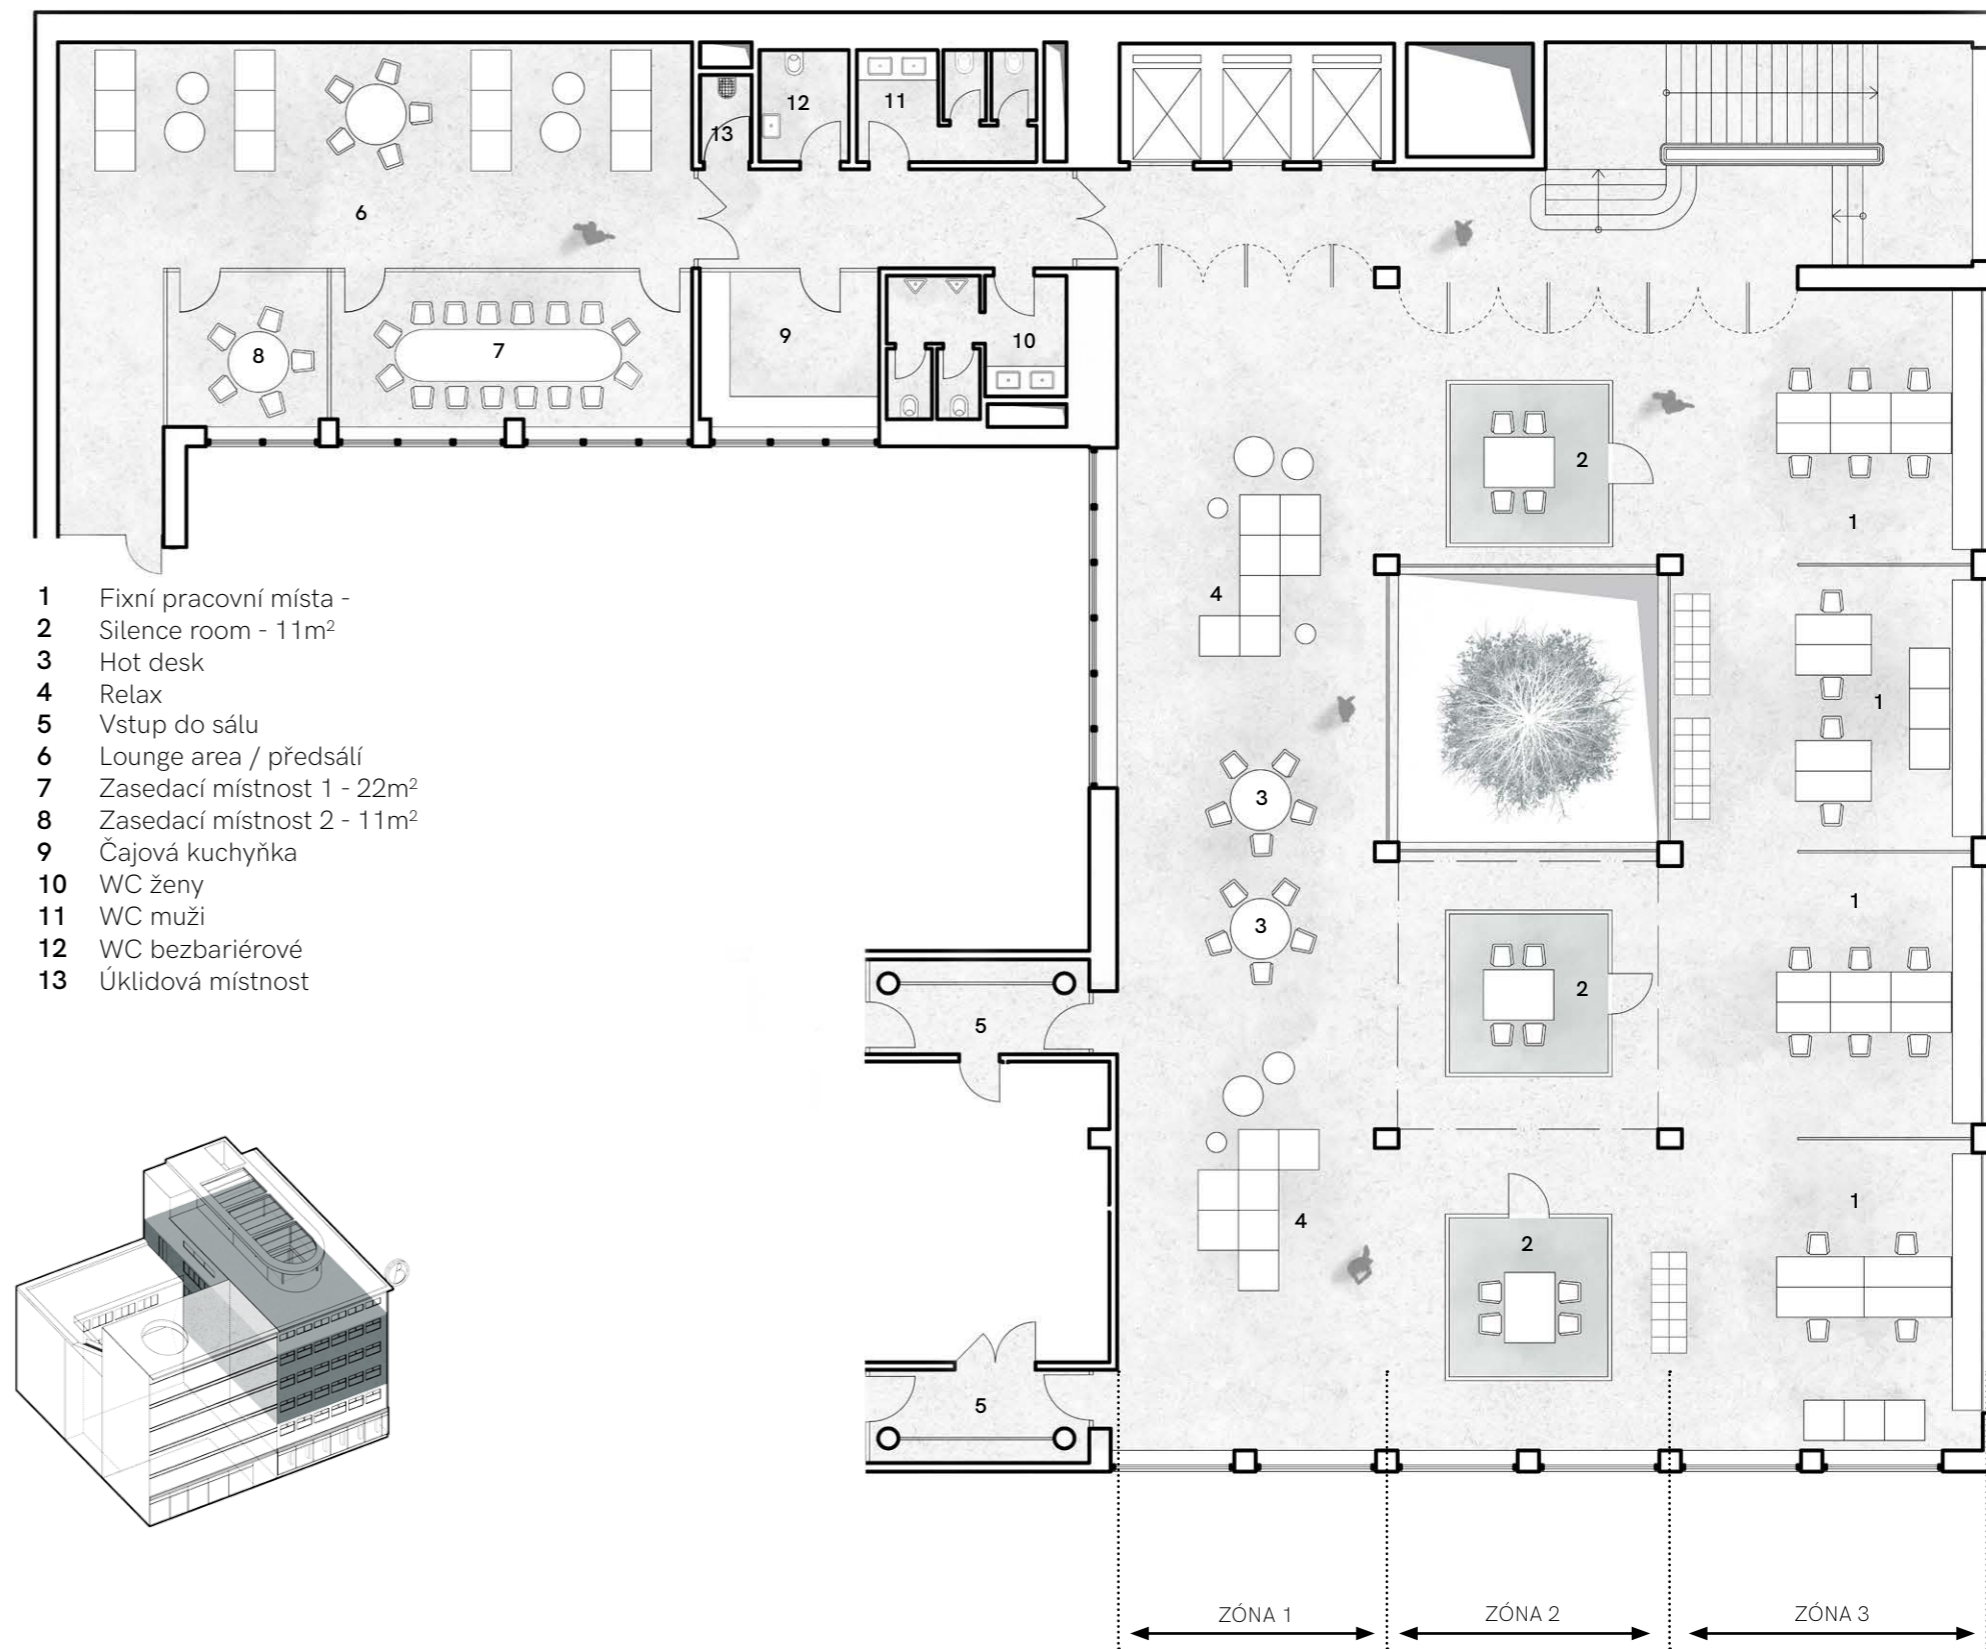 13
12
11
6
8
7
9
10
2
1
4
1
3
1
3
2
5
1
4
2
5
1 Fixní pracovní místa -
2 Silence room - 11m²
3 Hot desk
4 Relax
5 Vstup do sálu
6 Lounge area / předsálí
7 Zasedací místnost 1 - 22m²
8 Zasedací místnost 2 - 11m²
9 Čajová kuchyňka
10 WC ženy
11 WC muži
12 WC bezbariérové
13 Úklidová místnost
ZÓNA 1
ZÓNA 2
ZÓNA 3